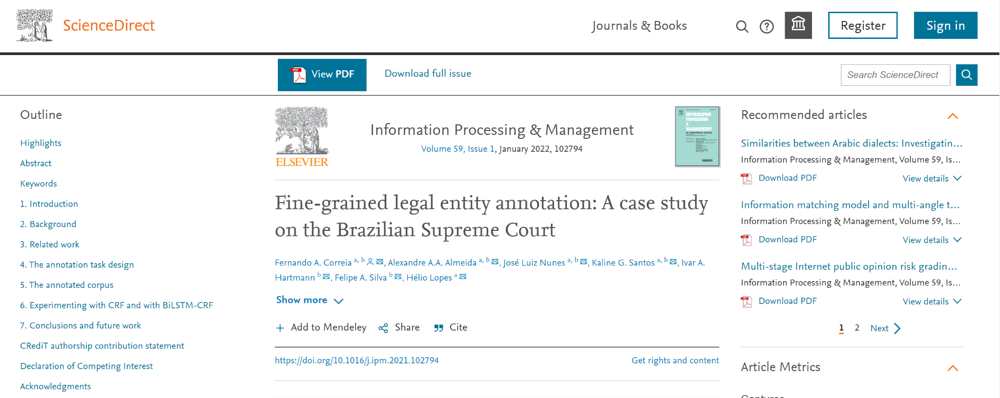 ScienceDirect
Journals & Books
Register
Sign in
View PDF
Download full issue
Search ScienceDirect
Outline
Highlights
Abstract
Keywords
1. Introduction
2. Background
3. Related work
4. The annotation task design
5. The annotated corpus
6. Experimenting with CRF and with BiLSTM-CRF
7. Conclusions and future work
CRediT authorship contribution statement
Declaration of Competing Interest
Acknowledgments
ELSEVIER
Information Processing & Management
Volume 59, Issue 1, January 2022, 102794
INFORMATION
PROCESSING
&
MANAGEMENT
An International Journal
Fine-grained legal entity annotation: A case study
on the Brazilian Supreme Court
Fernando A. Correia a, b, Alexandre A.A. Almeida a, b, José Luiz Nunes a, b, Kaline G. Santos a, b, Ivar A.
Hartmann b, Felipe A. Silva b, Hélio Lopes a
Show more
Add to Mendeley
Share
Cite
https://doi.org/10.1016/j.ipm.2021.102794
Get rights and content
Recommended articles
Similarities between Arabic dialects: Investigatin...
Information Processing & Management, Volume 59, Is...
PDF
Download PDF
View details
Information matching model and multi-angle t...
Information Processing & Management, Volume 59, Is...
PDF
Download PDF
View details
Multi-stage Internet public opinion risk gradin...
Information Processing & Management, Volume 59, Is...
PDF
Download PDF
View details
1 2 Next
Article Metrics